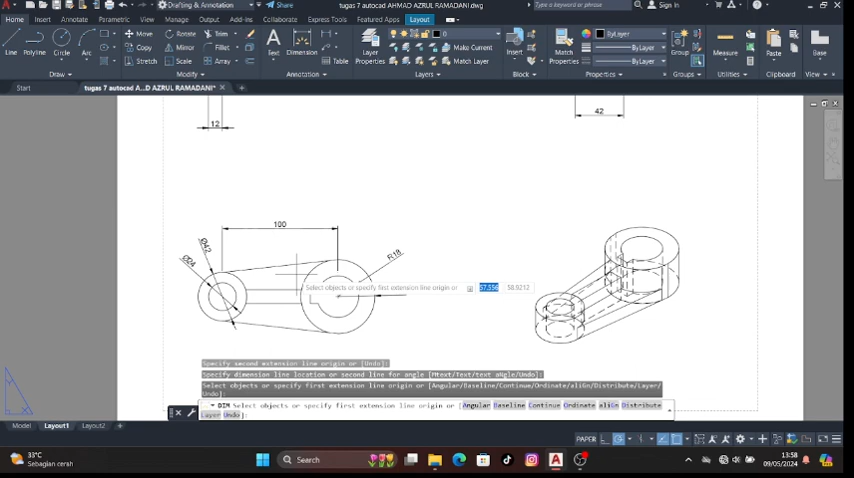 Drafting & Annotation
Share
tugas 7 autocad AHMAD AZRUL RAMADANI.dwg
Type a keyword or phrase
Sign In
Home Insert Annotate Parametric View Manage Output Add-ins Collaborate Express Tools Featured Apps Layout
Line Polyline Circle Arc
Move Rotate Trim
Copy Mirror Fillet
Stretch Scale Array
Text Dimension
Table
Layer Properties
0
Make Current
Match Layer
Insert
Match Properties
ByLayer
ByLayer
ByLayer
Group
Measure
Paste
Base
Draw Modify Annotation Layers Block Properties Groups Utilities Clipboard View
Start
tugas 7 autocad A...D AZRUL RAMADANI*
12
42
100
Ø42
Ø24
R18
Select objects or specify first extension line origin or
57.556
58.9212
Specify second extension line origin or [Undo]:
Specify dimension line location or second line for angle [Mtext/Text/text aNgle/Undo]:
Select objects or specify first extension line origin or [Angular/Baseline/Continue/Ordinate/aliGn/Distribute/Layer/
Undo]:
DIM Select objects or specify first extension line origin or [Angular Baseline Continue Ordinate aliGn Distribute
Layer Undo]:
Model Layout1 Layout2
PAPER
33°C
Sebagian cerah
Search
13:58
09/05/2024